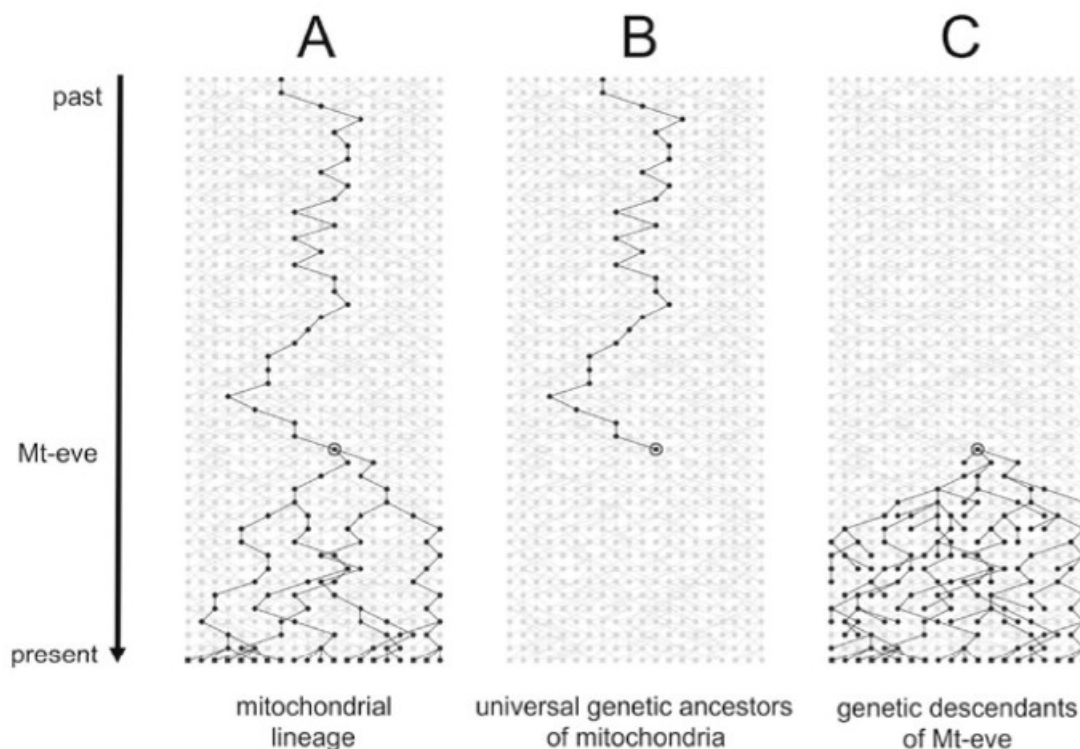 A
B
C
past
Mt-eve
present
mitochondrial
lineage
universal genetic ancestors
of mitochondria
genetic descendants
of Mt-eve